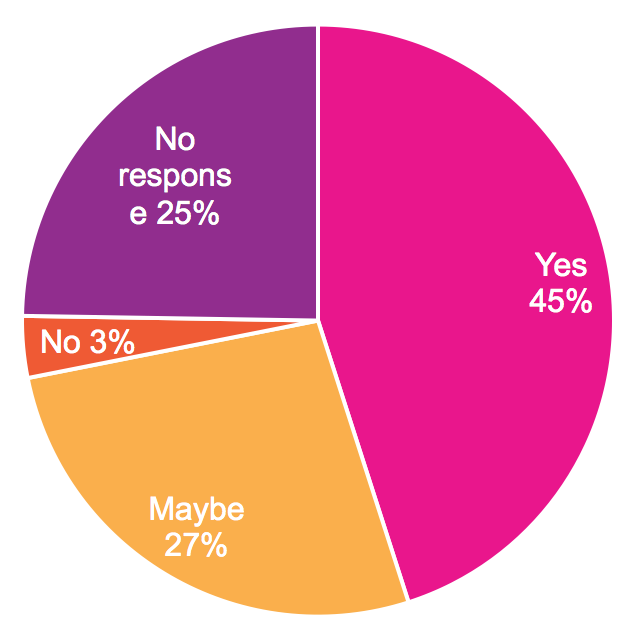 No
respons
e 25%
Yes
45%
No 3%
Maybe
27%